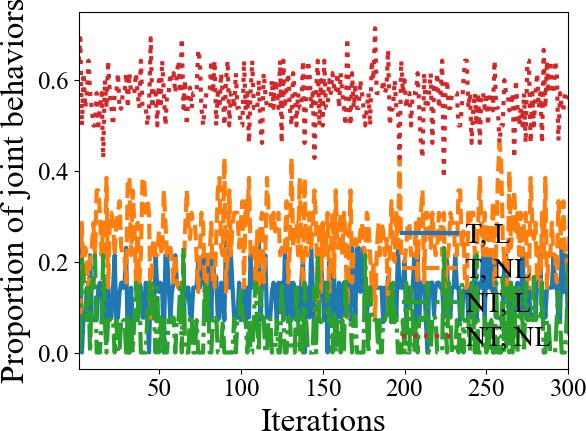 Proportion of joint behaviors
0.6
0.4
0.2
0.0
T, L
T, NL
NT, L
NT, NL
50
100
150
200
250
300
Iterations